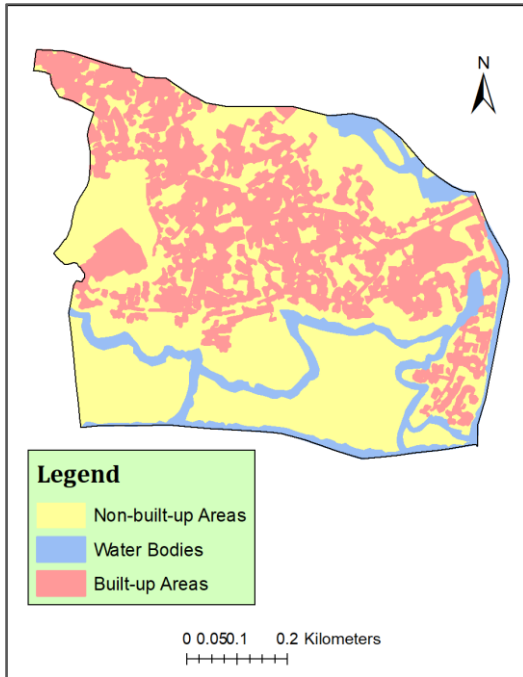 N
Legend
Non-built-up Areas
Water Bodies
Built-up Areas
0 0.050.1 0.2 Kilometers